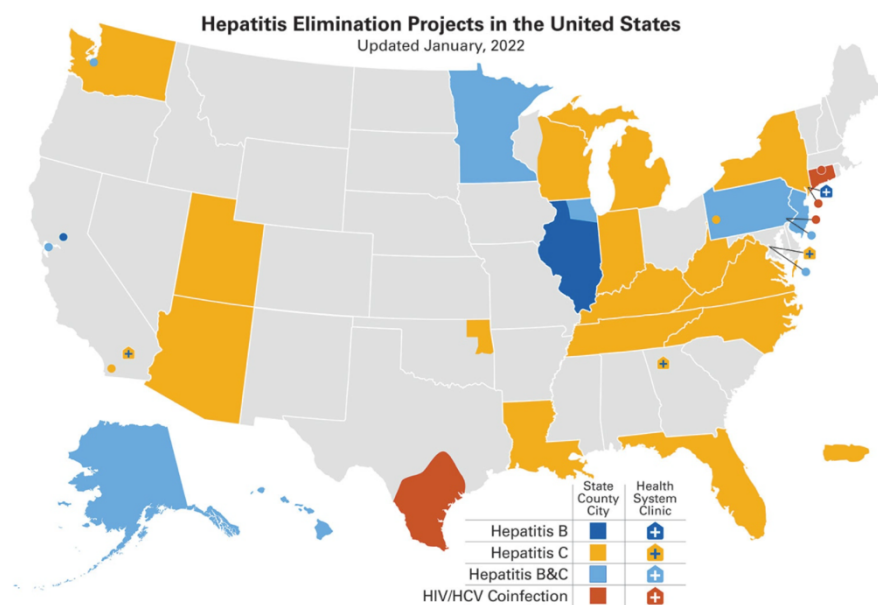 Hepatitis Elimination Projects in the United States
Updated January, 2022
State
County
City
Health
System
Clinic
Hepatitis B
Hepatitis C
Hepatitis B&C
HIV/HCV Coinfection